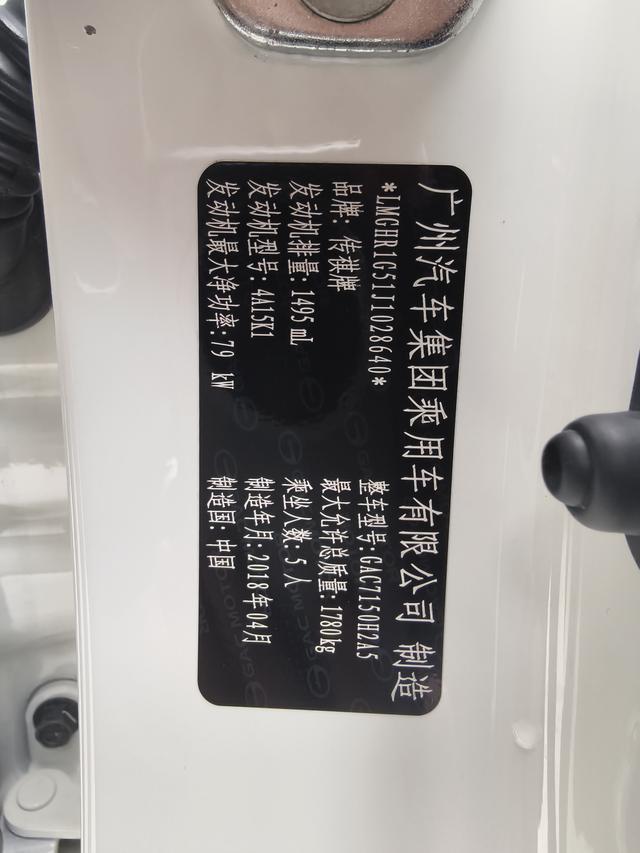 广州汽车集团乘用车有限公司 制造
*LMGHR1G51J1028640*
品牌: 传祺牌
整车型号:GAC7150H2A5
发动机排量: 1495 ml
最大允许总质量:1780kg
发动机型号: 4A15K1
乘坐人数: 5 人
发动机最大净功率:79 kW
制造年月: 2018年04月
制造国: 中国